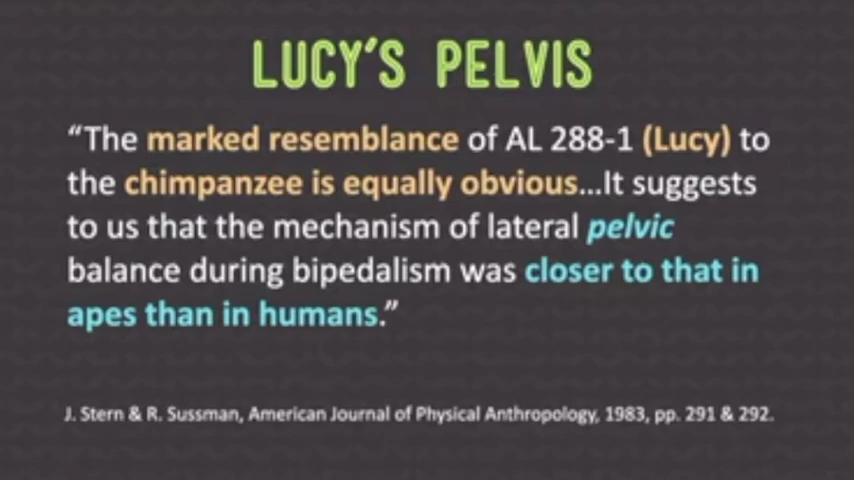 LUCY'S PELVIS
“The marked resemblance of AL 288-1 (Lucy) to
the chimpanzee is equally obvious...It suggests
to us that the mechanism of lateral pelvic
balance during bipedalism was closer to that in
apes than in humans.”
J. Stern & R. Sussman, American Journal of Physical Anthropology, 1983, pp. 291 & 292.